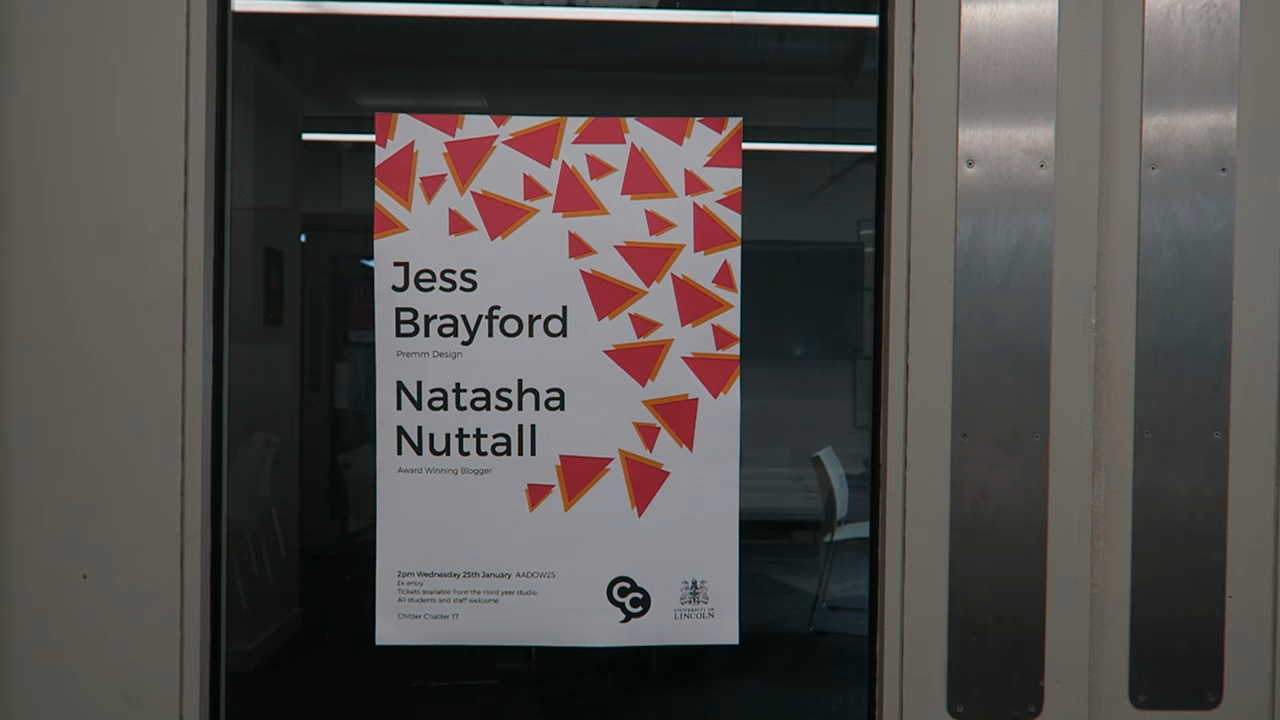 Jess
Brayford
Premm Design
Natasha
Nuttall
Award Winning Blogger
2pm Wednesday 25th January AADOW25
£4 entry
Tickets available from the third year studio
All students and staff welcome
Chitter Chatter 17
CC
UNIVERSITY OF
LINCOLN